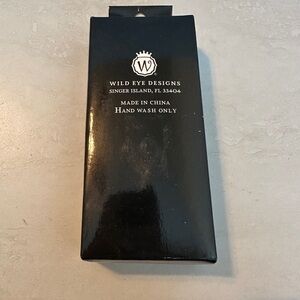 W
WILD EYE DESIGNS
SINGER ISLAND, FL 33404
MADE IN CHINA
HAND WASH ONLY